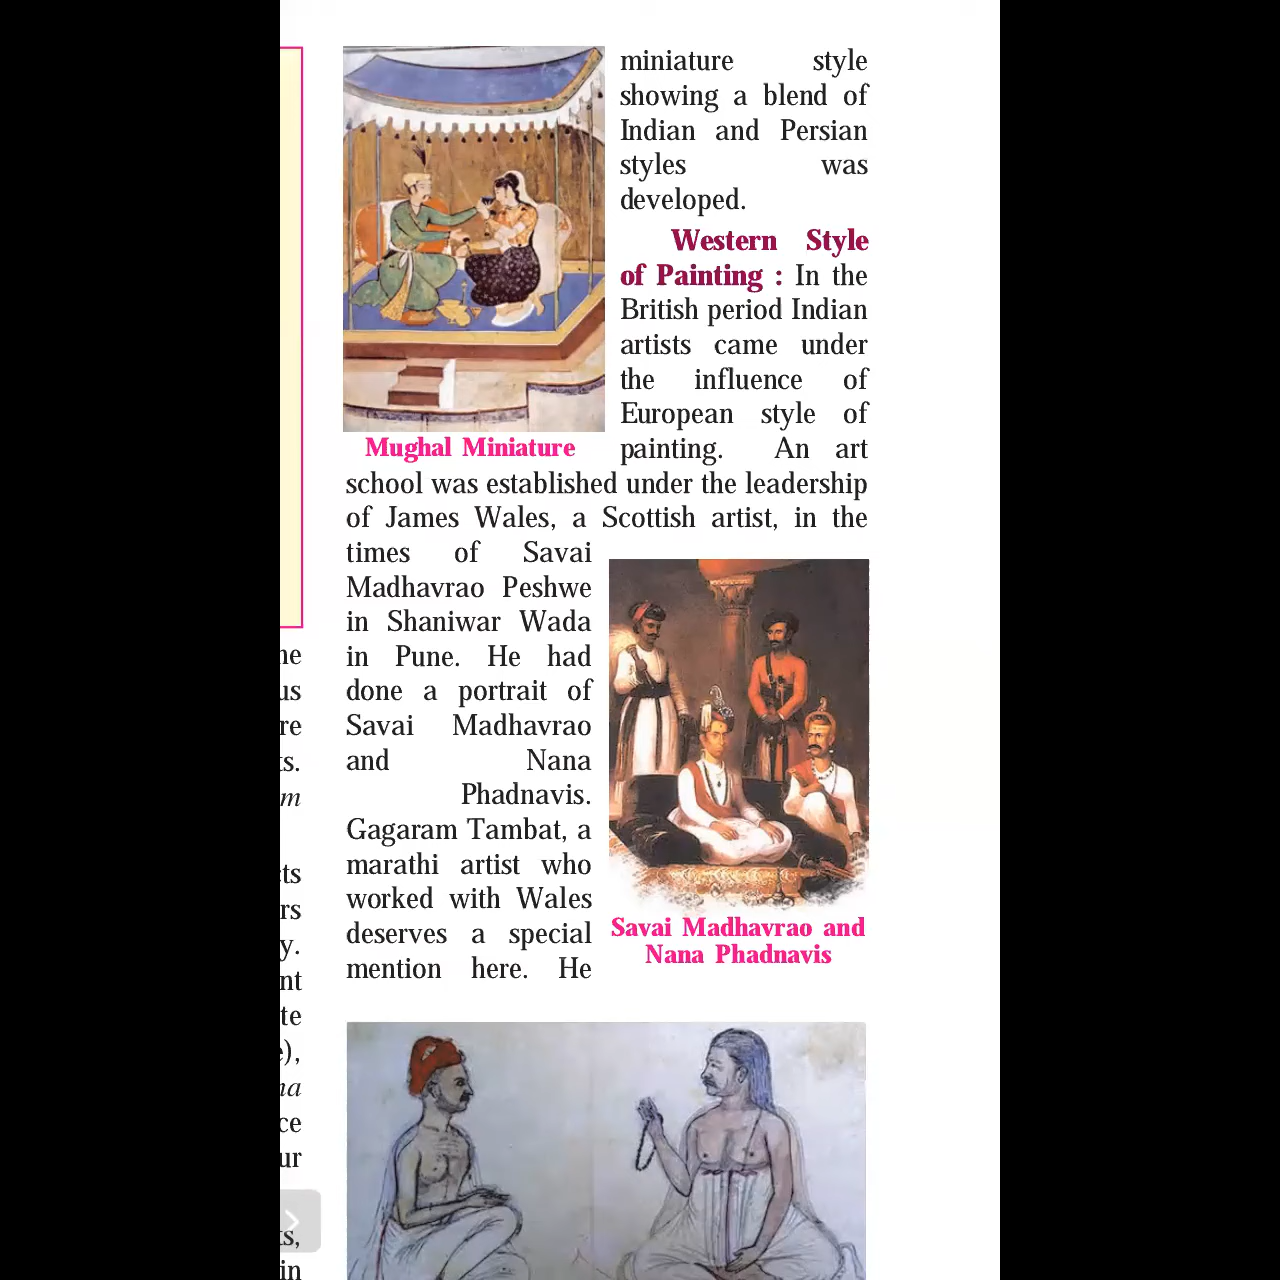 miniature style
showing a blend of
Indian and Persian
styles was
developed.
Western Style
of Painting : In the
British period Indian
artists came under
the influence of
European style of
painting. An art
Mughal Miniature
school was established under the leadership
of James Wales, a Scottish artist, in the
times of Savai
Madhavrao Peshwe
in Shaniwar Wada
in Pune. He had
done a portrait of
Savai Madhavrao
and Nana
Phadnavis.
Gagaram Tambat, a
marathi artist who
worked with Wales
deserves a special
mention here. He
Savai Madhavrao and
Nana Phadnavis